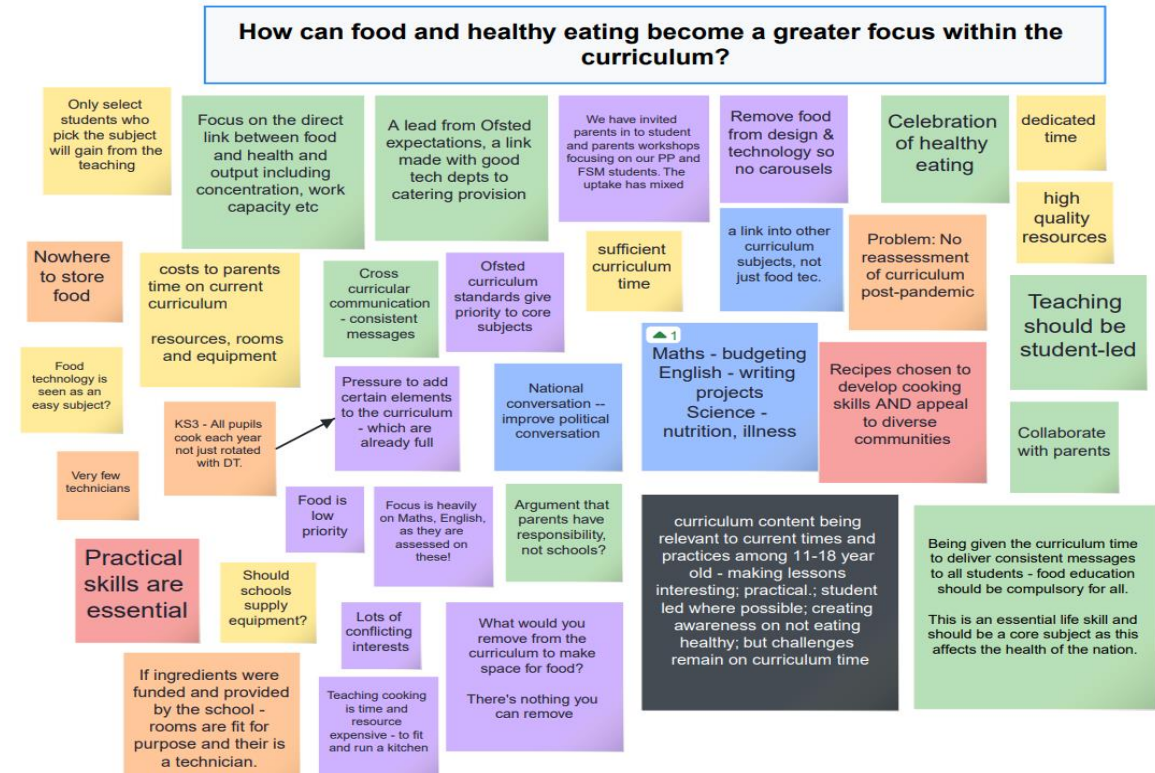 How can food and healthy eating become a greater focus within the
curriculum?
Only select
students who
pick the subject
will gain from the
teaching
Focus on the direct
link between food
and health and
output including
concentration, work
capacity etc
A lead from Ofsted
expectations, a link
made with good
tech depts to
catering provision
We have invited
parents in to student
and parents workshops
focusing on our PP and
FSM students. The
uptake has mixed
Remove food
from design &
technology so
no carousels
Celebration
of healthy
eating
dedicated
time
high
quality
resources
Nowhere
to store
food
costs to parents
time on current
curriculum
resources, rooms
and equipment
Cross
curricular
communication
- consistent
messages
Ofsted
curriculum
standards give
priority to core
subjects
sufficient
curriculum
time
a link into other
curriculum
subjects, not
just food tec.
Problem: No
reassessment
of curriculum
post-pandemic
Teaching
should be
student-led
Food
technology is
seen as an
easy subject?
KS3 - All pupils
cook each year
not just rotated
with DT.
Pressure to add
certain elements
to the curriculum
- which are
already full
National
conversation --
improve political
conversation
1
Maths - budgeting
English - writing
projects
Science -
nutrition, illness
Recipes chosen to
develop cooking
skills AND appeal
to diverse
communities
Collaborate
with parents
Very few
technicians
Food is
low
priority
Focus is heavily
on Maths, English,
as they are
assessed on
these!
Argument that
parents have
responsibility,
not schools?
curriculum content being
relevant to current times and
practices among 11-18 year
old - making lessons
interesting; practical.; student
led where possible; creating
awareness on not eating
healthy; but challenges
remain on curriculum time
Being given the curriculum time
to deliver consistent messages
to all students - food education
should be compulsory for all.
This is an essential life skill and
should be a core subject as this
affects the health of the nation.
Practical
skills are
essential
Should
schools
supply
equipment?
Lots of
conflicting
interests
What would you
remove from the
curriculum to make
space for food?
There's nothing you
can remove
If ingredients were
funded and provided
by the school -
rooms are fit for
purpose and their is
a technician.
Teaching cooking
is time and
resource
expensive - to fit
and run a kitchen